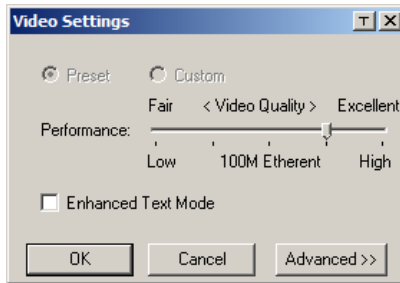 Video Settings
Preset Custom
Fair < Video Quality > Excellent
Performance:
Low 100M Etherent High
Enhanced Text Mode
OK Cancel Advanced >>